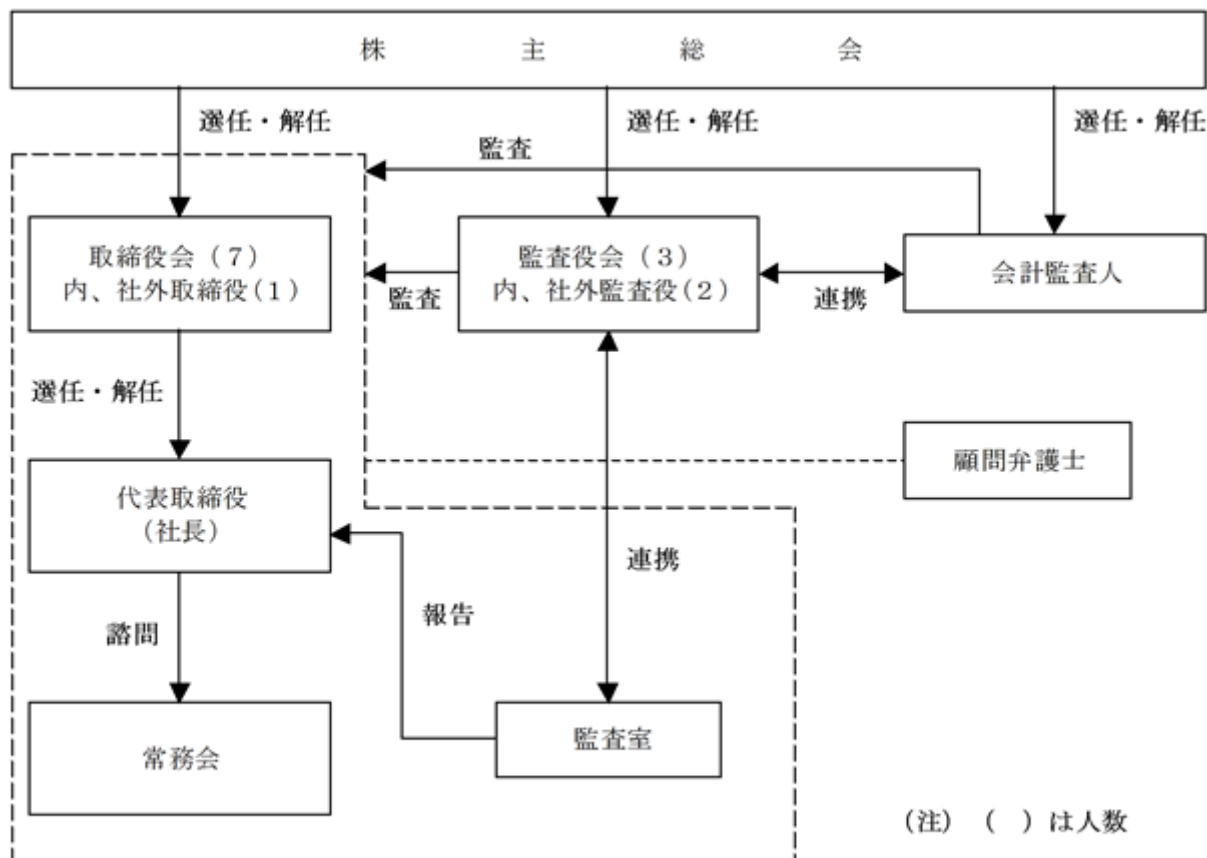 株主総会
選任・解任
選任・解任
選任・解任
監査
取締役会(7)
内、社外取締役(1)
監査
監査役会(3)
内、社外監査役(2)
連携
会計監査人
選任・解任
顧問弁護士
代表取締役
(社長)
連携
報告
諮問
常務会
監査室
(注)( )は人数